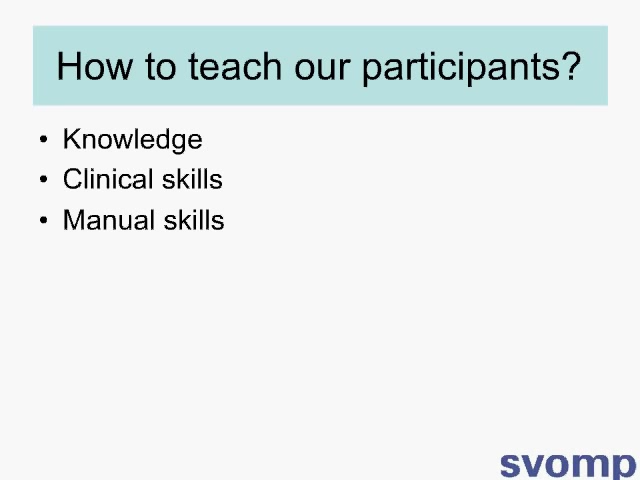 How to teach our participants?
• Knowledge
• Clinical skills
• Manual skills
svomp